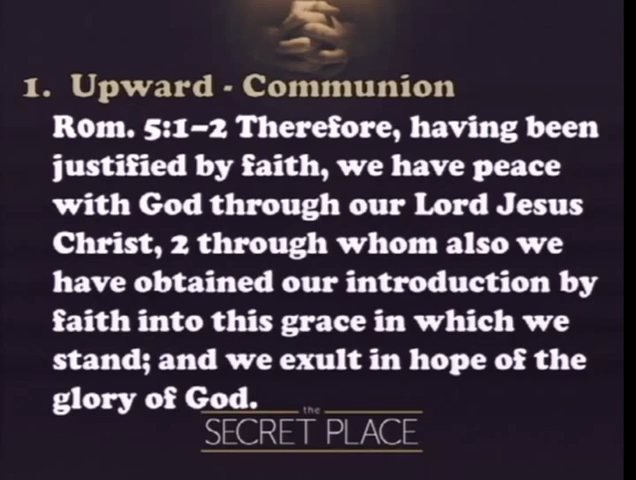 1. Upward - Communion
R0m. 5:1–2 Therefore, having been
justified by faith, we have peace
with God through our Lord Jesus
Christ, 2 through whom also we
have obtained our introduction by
faith into this grace in which we
stand; and we exult in hope of the
glory of God.
the
SECRET PLACE